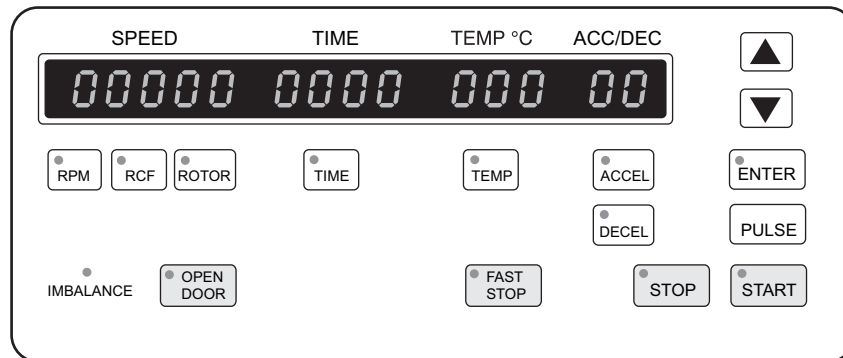 SPEED TIME TEMP °C ACC/DEC
00000 0000 000 00
RPM RCF ROTOR TIME TEMP ACCEL ENTER
DECEL PULSE
IMBALANCE
OPEN
DOOR
FAST
STOP
STOP START